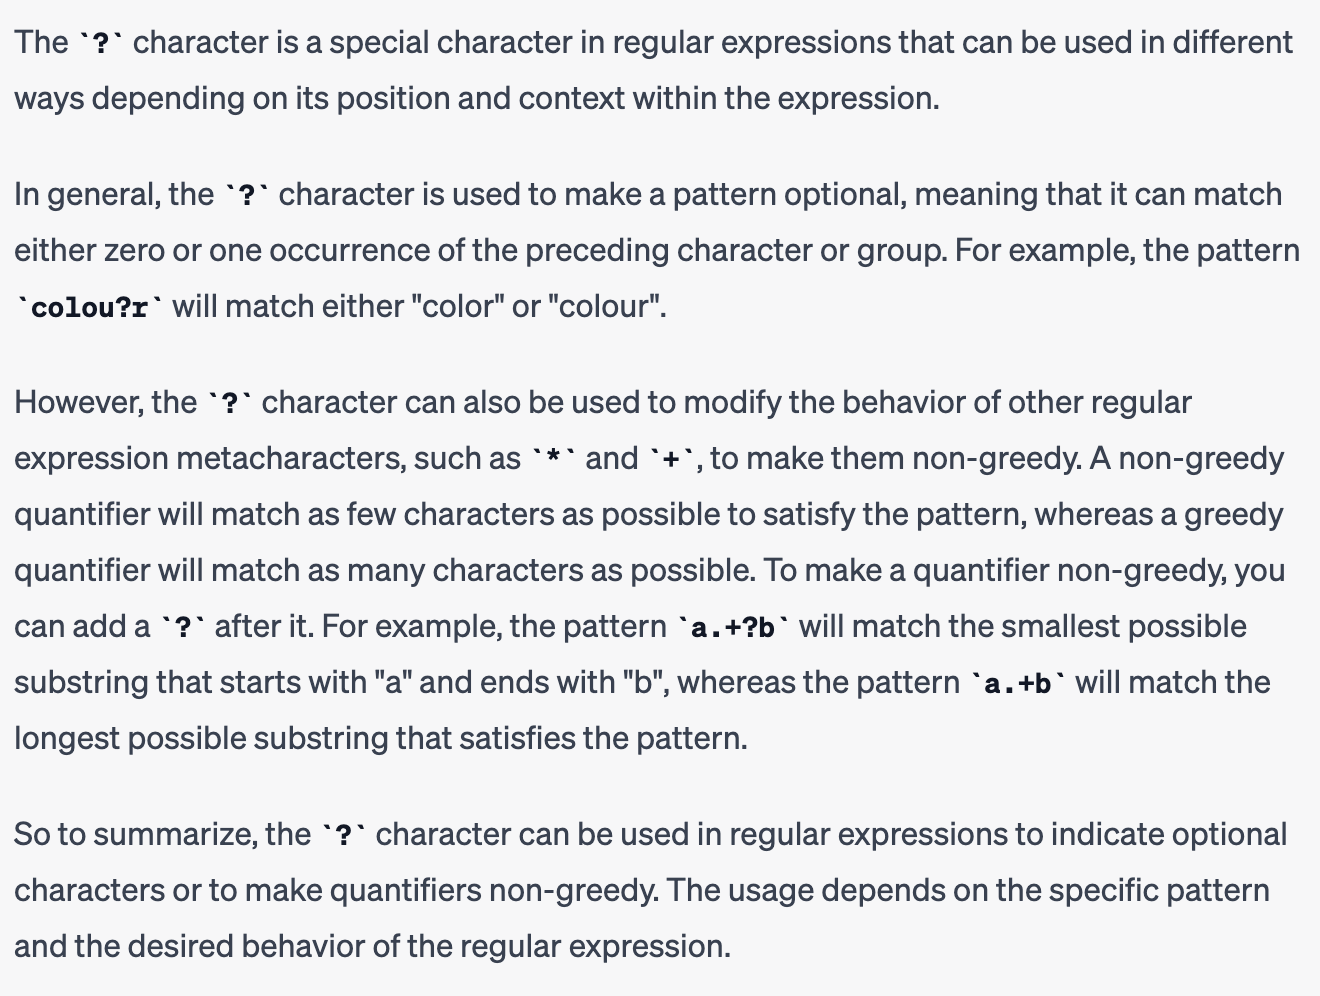 The `?` character is a special character in regular expressions that can be used in different
ways depending on its position and context within the expression.
In general, the `?` character is used to make a pattern optional, meaning that it can match
either zero or one occurrence of the preceding character or group. For example, the pattern
`colou?r` will match either "color" or "colour".
However, the `?` character can also be used to modify the behavior of other regular
expression metacharacters, such as `*` and `+`, to make them non-greedy. A non-greedy
quantifier will match as few characters as possible to satisfy the pattern, whereas a greedy
quantifier will match as many characters as possible. To make a quantifier non-greedy, you
can add a `?` after it. For example, the pattern `a.+?b` will match the smallest possible
substring that starts with "a" and ends with "b", whereas the pattern `a.+b` will match the
longest possible substring that satisfies the pattern.
So to summarize, the `?` character can be used in regular expressions to indicate optional
characters or to make quantifiers non-greedy. The usage depends on the specific pattern
and the desired behavior of the regular expression.